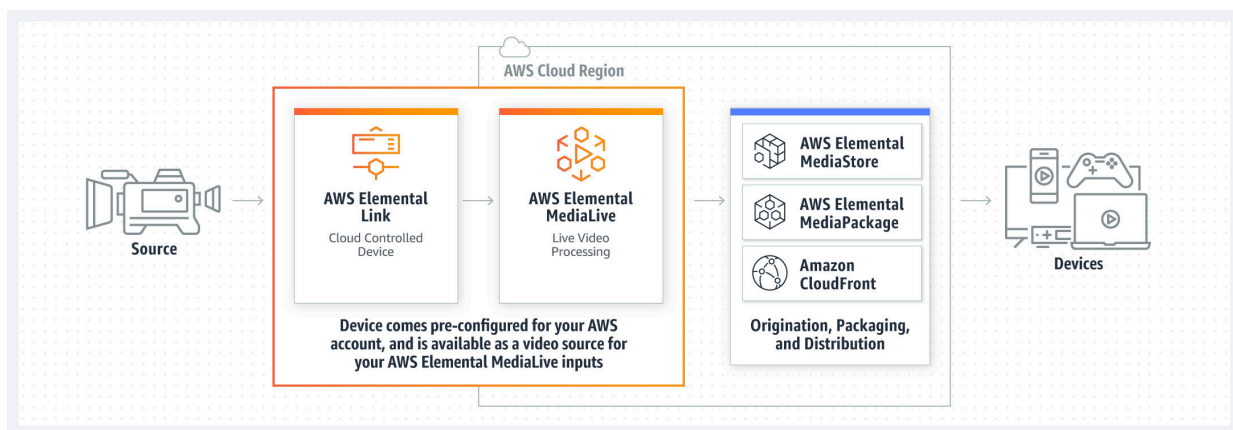 AWS Cloud Region
Source
AWS Elemental
Link
Cloud Controlled
Device
AWS Elemental
MediaLive
Live Video
Processing
Device comes pre-configured for your AWS
account, and is available as a video source for
your AWS Elemental MediaLive inputs
AWS Elemental
MediaStore
AWS Elemental
MediaPackage
Amazon
CloudFront
Origination, Packaging,
and Distribution
Devices